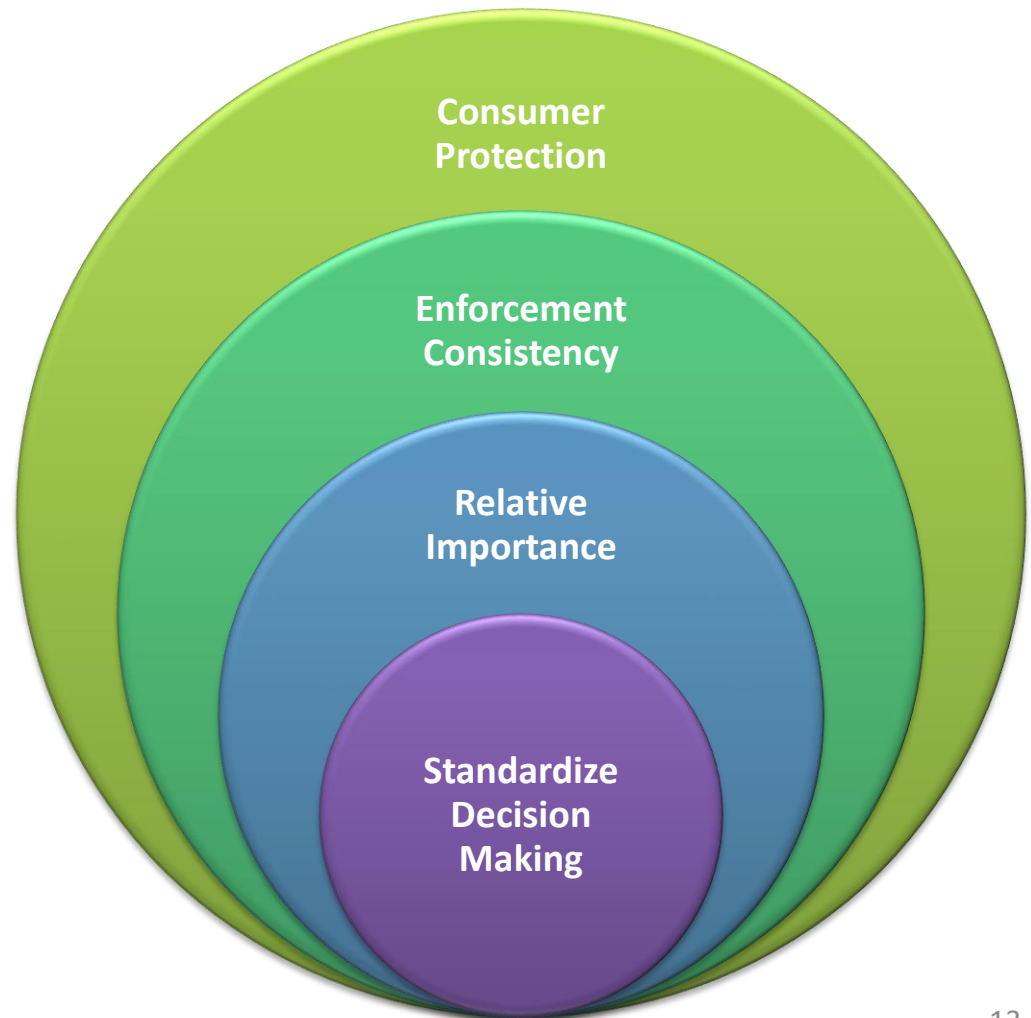 Consumer
Protection
Enforcement
Consistency
Relative
Importance
Standardize
Decision
Making